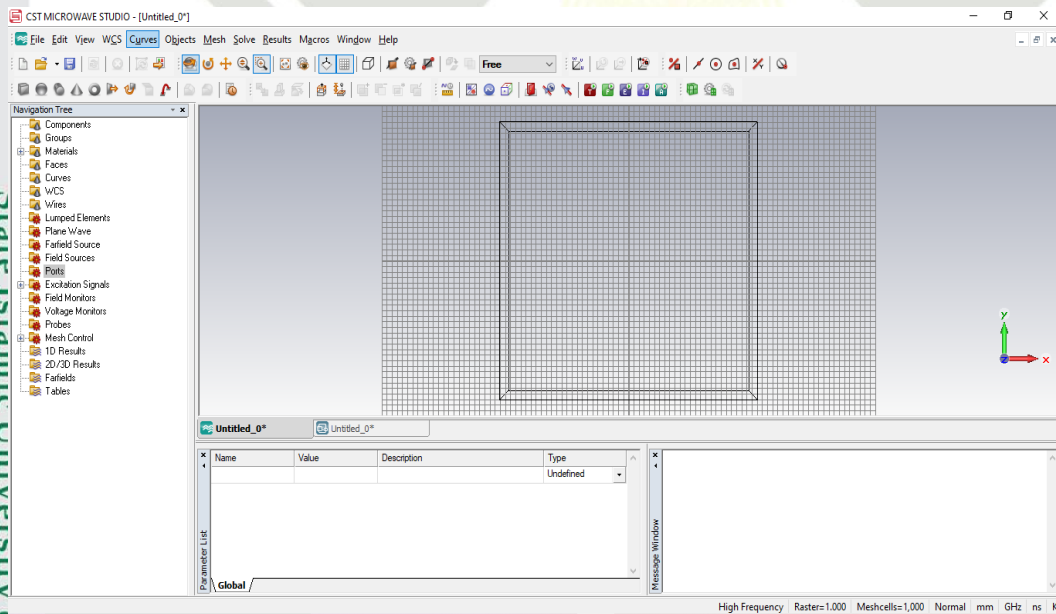 CST MICROWAVE STUDIO - [Untitled_0*]
File Edit View WCS Curves Objects Mesh Solve Results Macros Window Help
Free
Navigation Tree
Components
Groups
Materials
Faces
Curves
WCS
Wires
Lumped Elements
Plane Wave
Farfield Source
Field Sources
Ports
Excitation Signals
Field Monitors
Voltage Monitors
Probes
Mesh Control
1D Results
2D/3D Results
Farfields
Tables
y
z
x
Untitled_0* Untitled_0*
Name Value Description Type
Undefined
Parameter List
Global
Message Window
High Frequency Raster=1.000 Meshcells=1,000 Normal mm GHz ns K